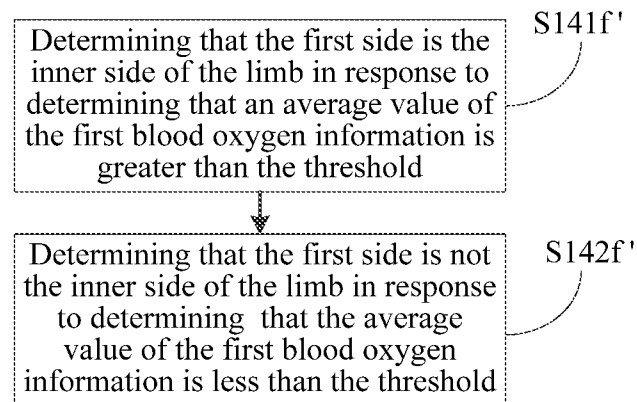 S141f'
Determining that the first side is the
inner side of the limb in response to
determining that an average value of
the first blood oxygen information is
greater than the threshold
S142f'
Determining that the first side is not
the inner side of the limb in response
to determining that the average
value of the first blood oxygen
information is less than the threshold